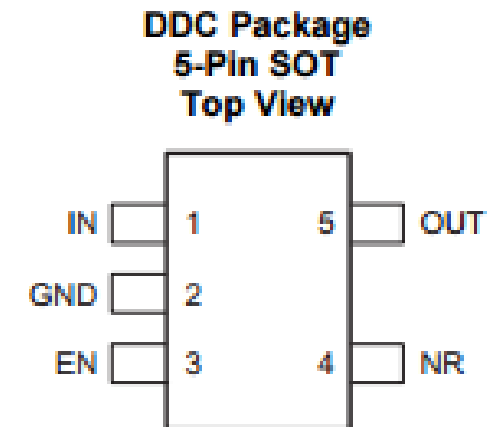 DDC Package
5-Pin SOT
Top View
IN 1 5 OUT
GND 2
EN 3 4 NR